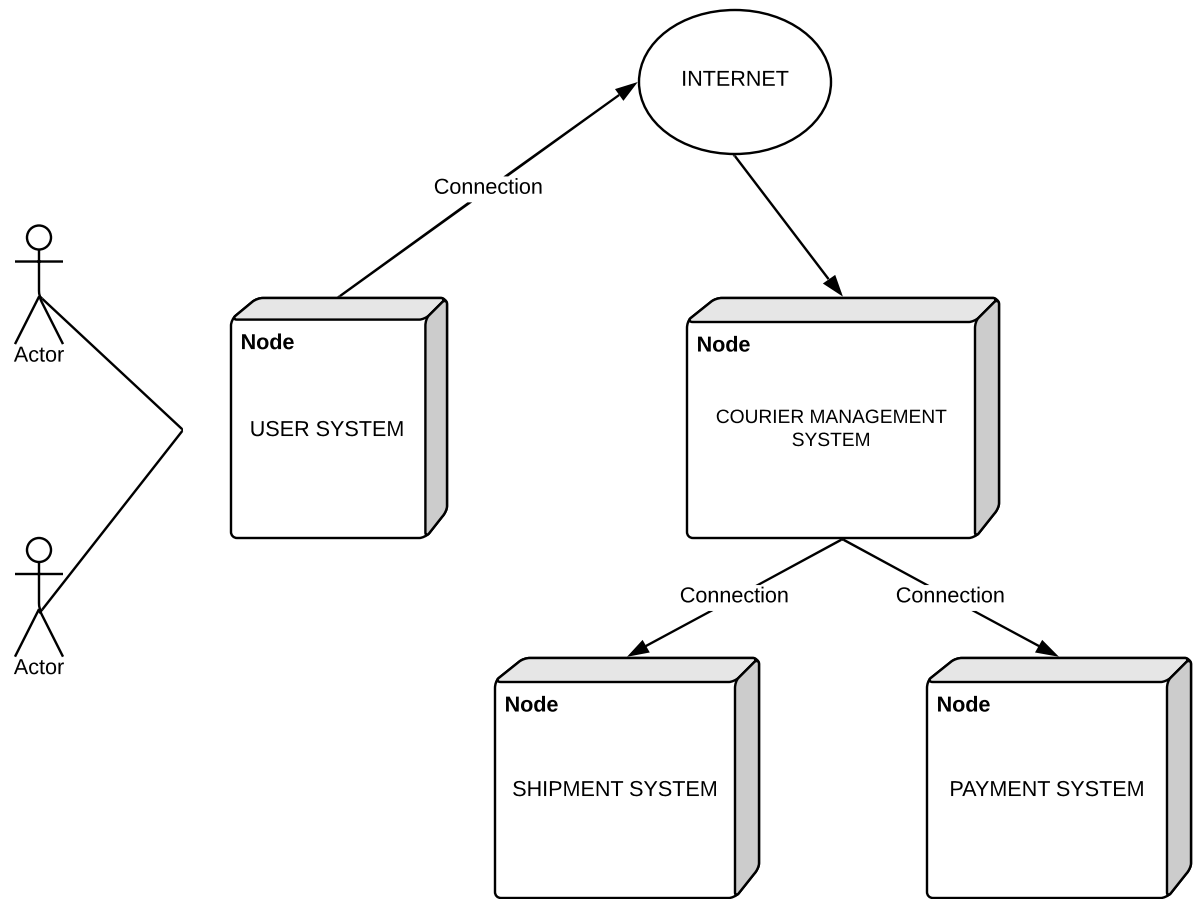 INTERNET
Connection
Actor
Node
USER SYSTEM
Node
COURIER MANAGEMENT
SYSTEM
Actor
Connection
Connection
Node
SHIPMENT SYSTEM
Node
PAYMENT SYSTEM